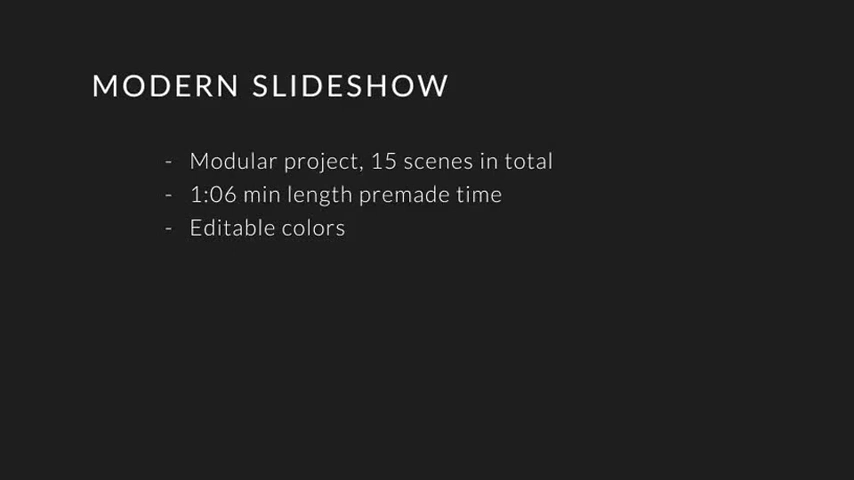 MODERN SLIDESHOW
- Modular project, 15 scenes in total
- 1:06 min length premade time
- Editable colors